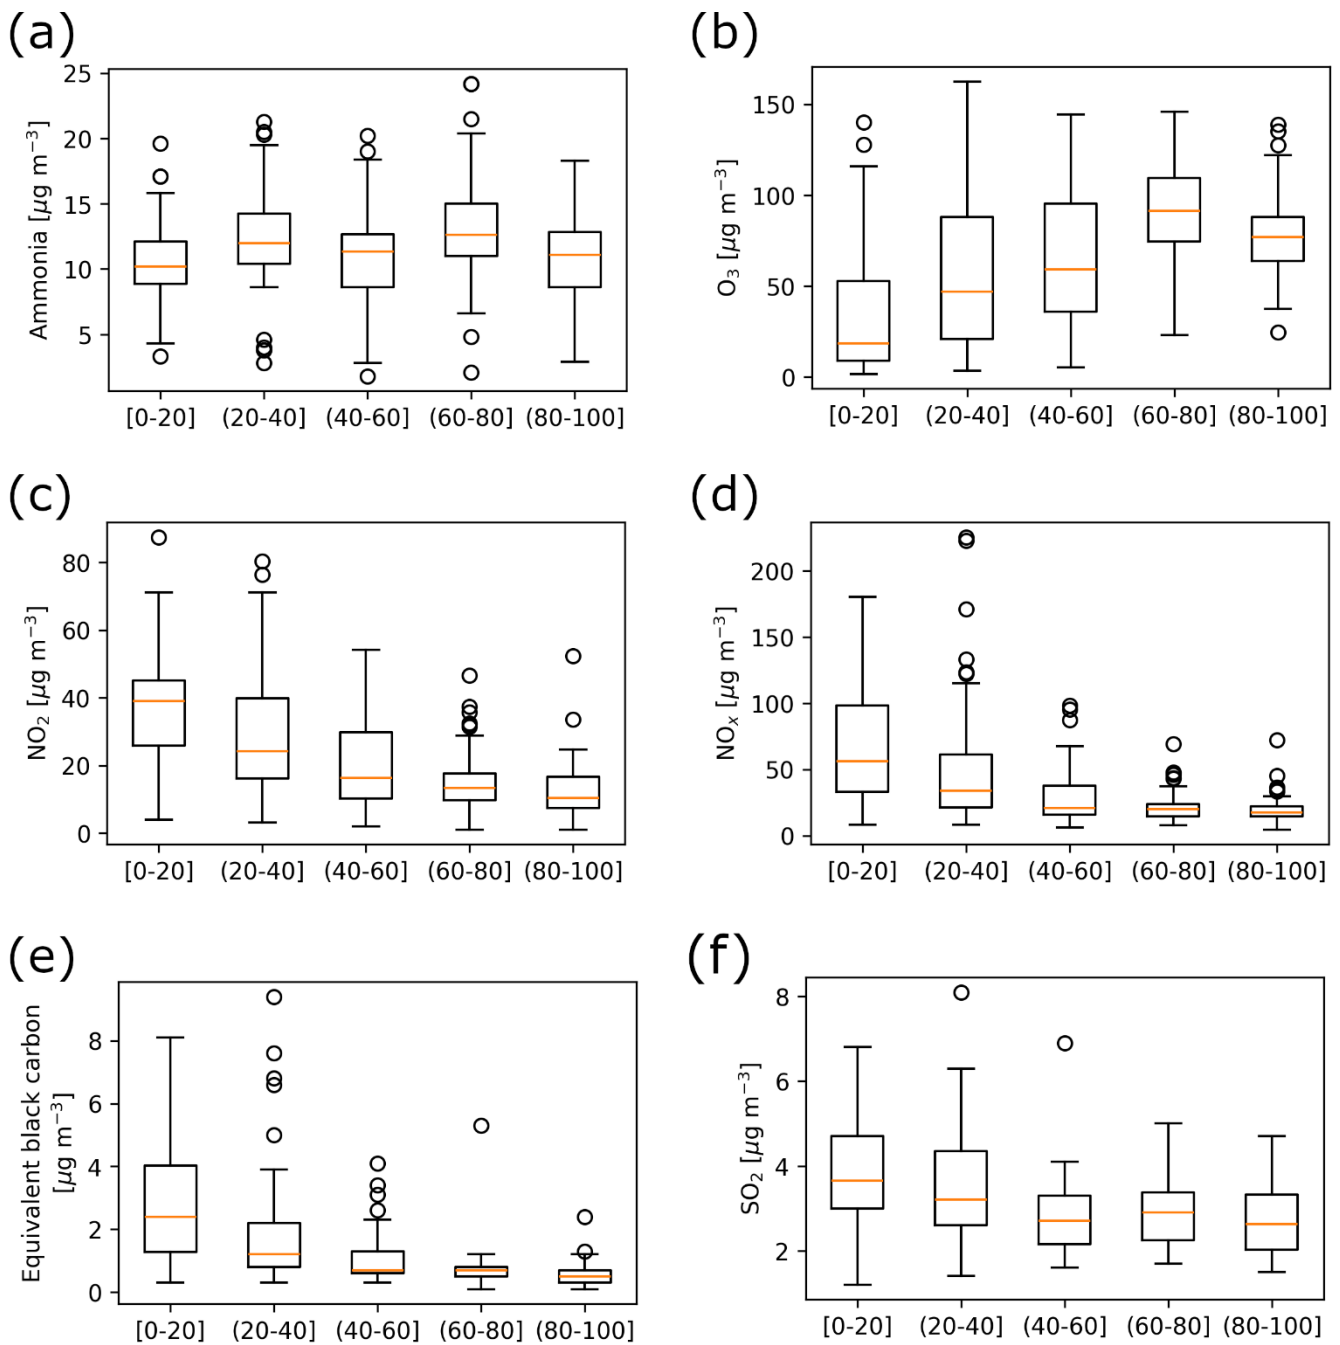 (a)
Ammonia [μg m⁻³]
25
20
15
10
5
[0-20] (20-40] (40-60] (60-80] (80-100]
(b)
O₃ [μg m⁻³]
150
100
50
0
[0-20] (20-40] (40-60] (60-80] (80-100]
(c)
NO₂ [μg m⁻³]
80
60
40
20
0
[0-20] (20-40] (40-60] (60-80] (80-100]
(d)
NOₓ [μg m⁻³]
200
150
100
50
0
[0-20] (20-40] (40-60] (60-80] (80-100]
(e)
Equivalent black carbon
[μg m⁻³]
8
6
4
2
0
[0-20] (20-40] (40-60] (60-80] (80-100]
(f)
SO₂ [μg m⁻³]
8
6
4
2
[0-20] (20-40] (40-60] (60-80] (80-100]